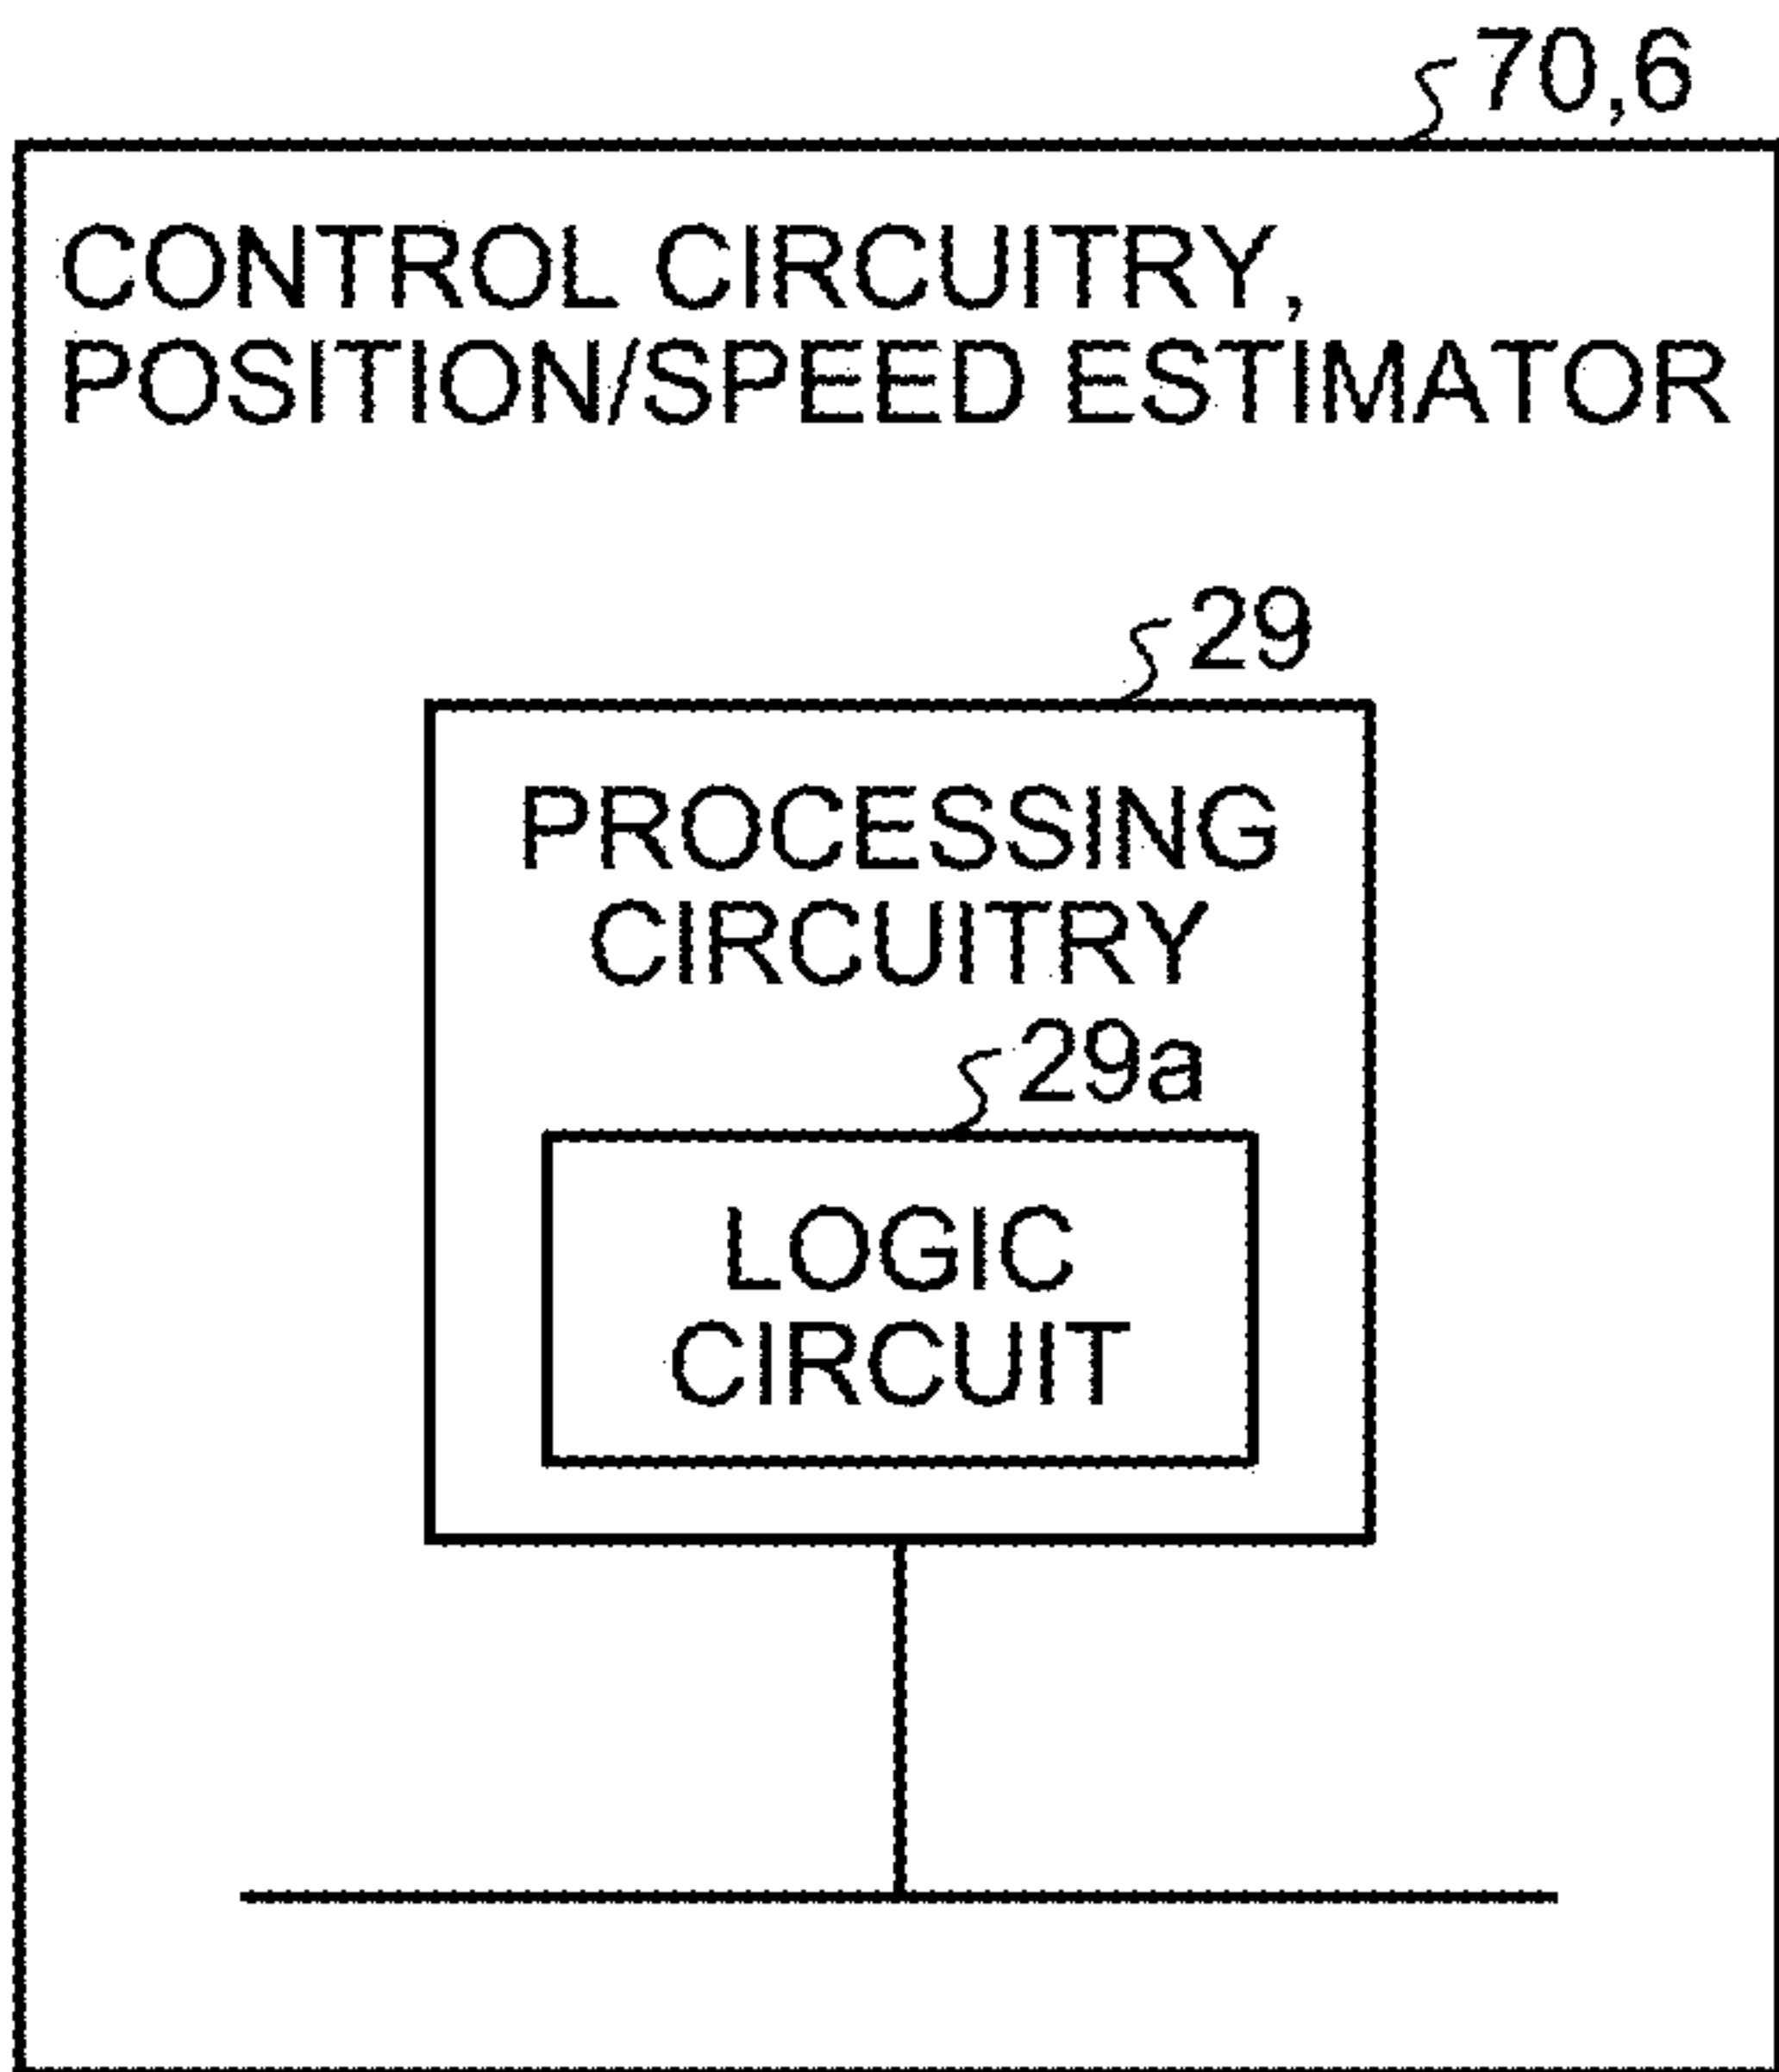 70,6
CONTROL CIRCUITRY,
POSITION/SPEED ESTIMATOR
29
PROCESSING
CIRCUITRY
29a
LOGIC
CIRCUIT